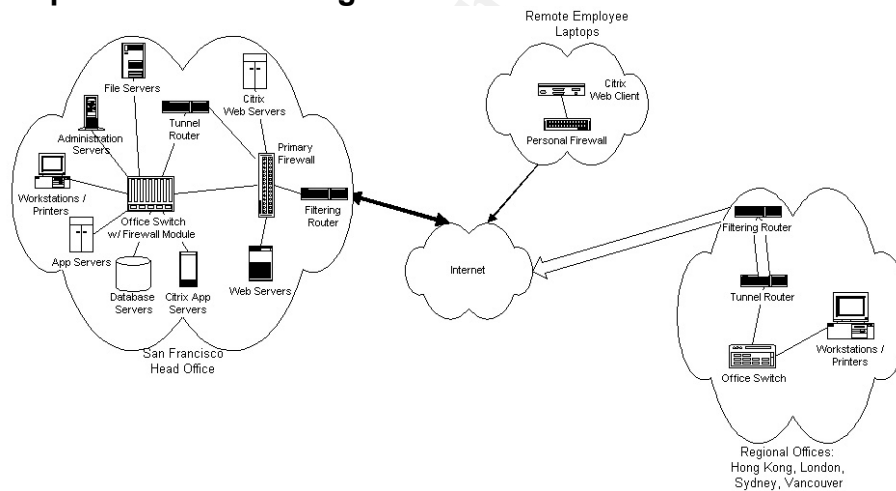 Remote Employee
Laptops
Citrix
Web Client
Personal Firewall
File Servers
Citrix
Web Servers
Administration
Servers
Tunnel
Router
Primary
Firewall
Workstations /
Printers
Office Switch
w/ Firewall Module
Filtering
Router
App Servers
Database
Servers
Citrix App
Servers
Web Servers
San Francisco
Head Office
Internet
Filtering Router
Tunnel Router
Office Switch
Workstations /
Printers
Regional Offices:
Hong Kong, London,
Sydney, Vancouver